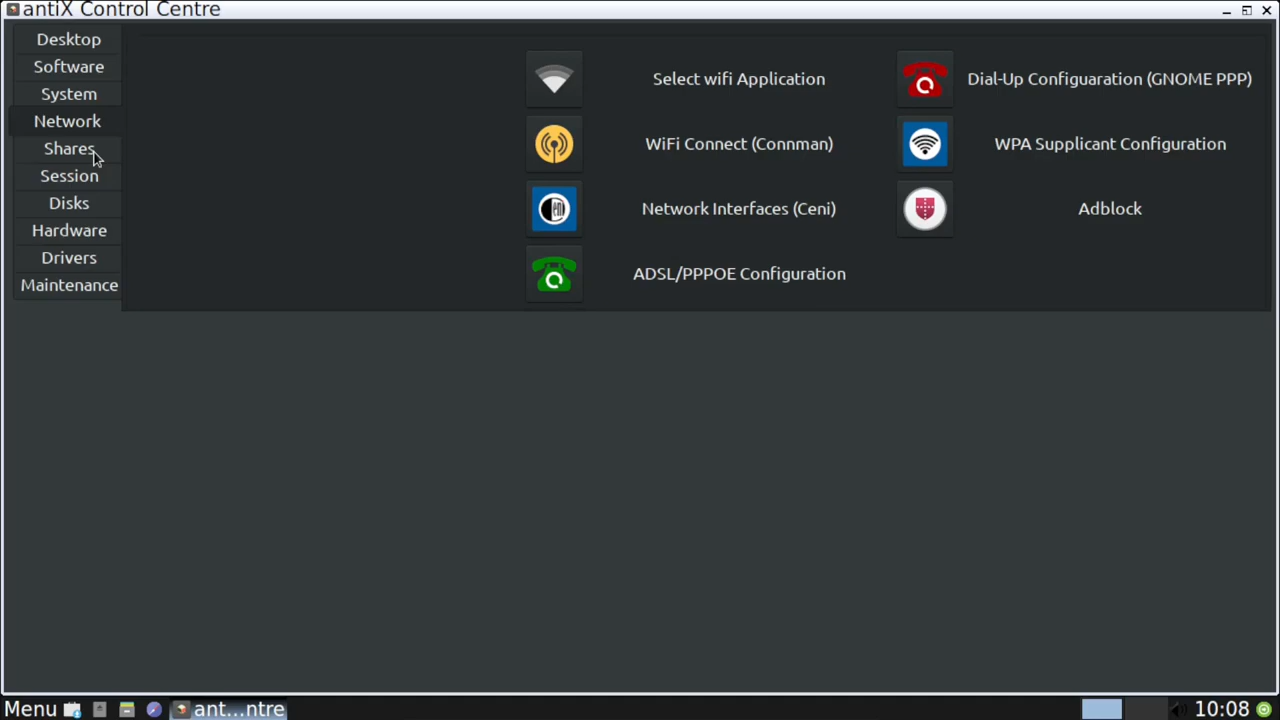 antiX Control Centre
Desktop
Software
System
Network
Shares
Session
Disks
Hardware
Drivers
Maintenance
Select wifi Application
Dial-Up Configuaration (GNOME PPP)
WiFi Connect (Connman)
WPA Supplicant Configuration
Network Interfaces (Ceni)
Adblock
ADSL/PPPOE Configuration
Menu
ant...ntre
10:08